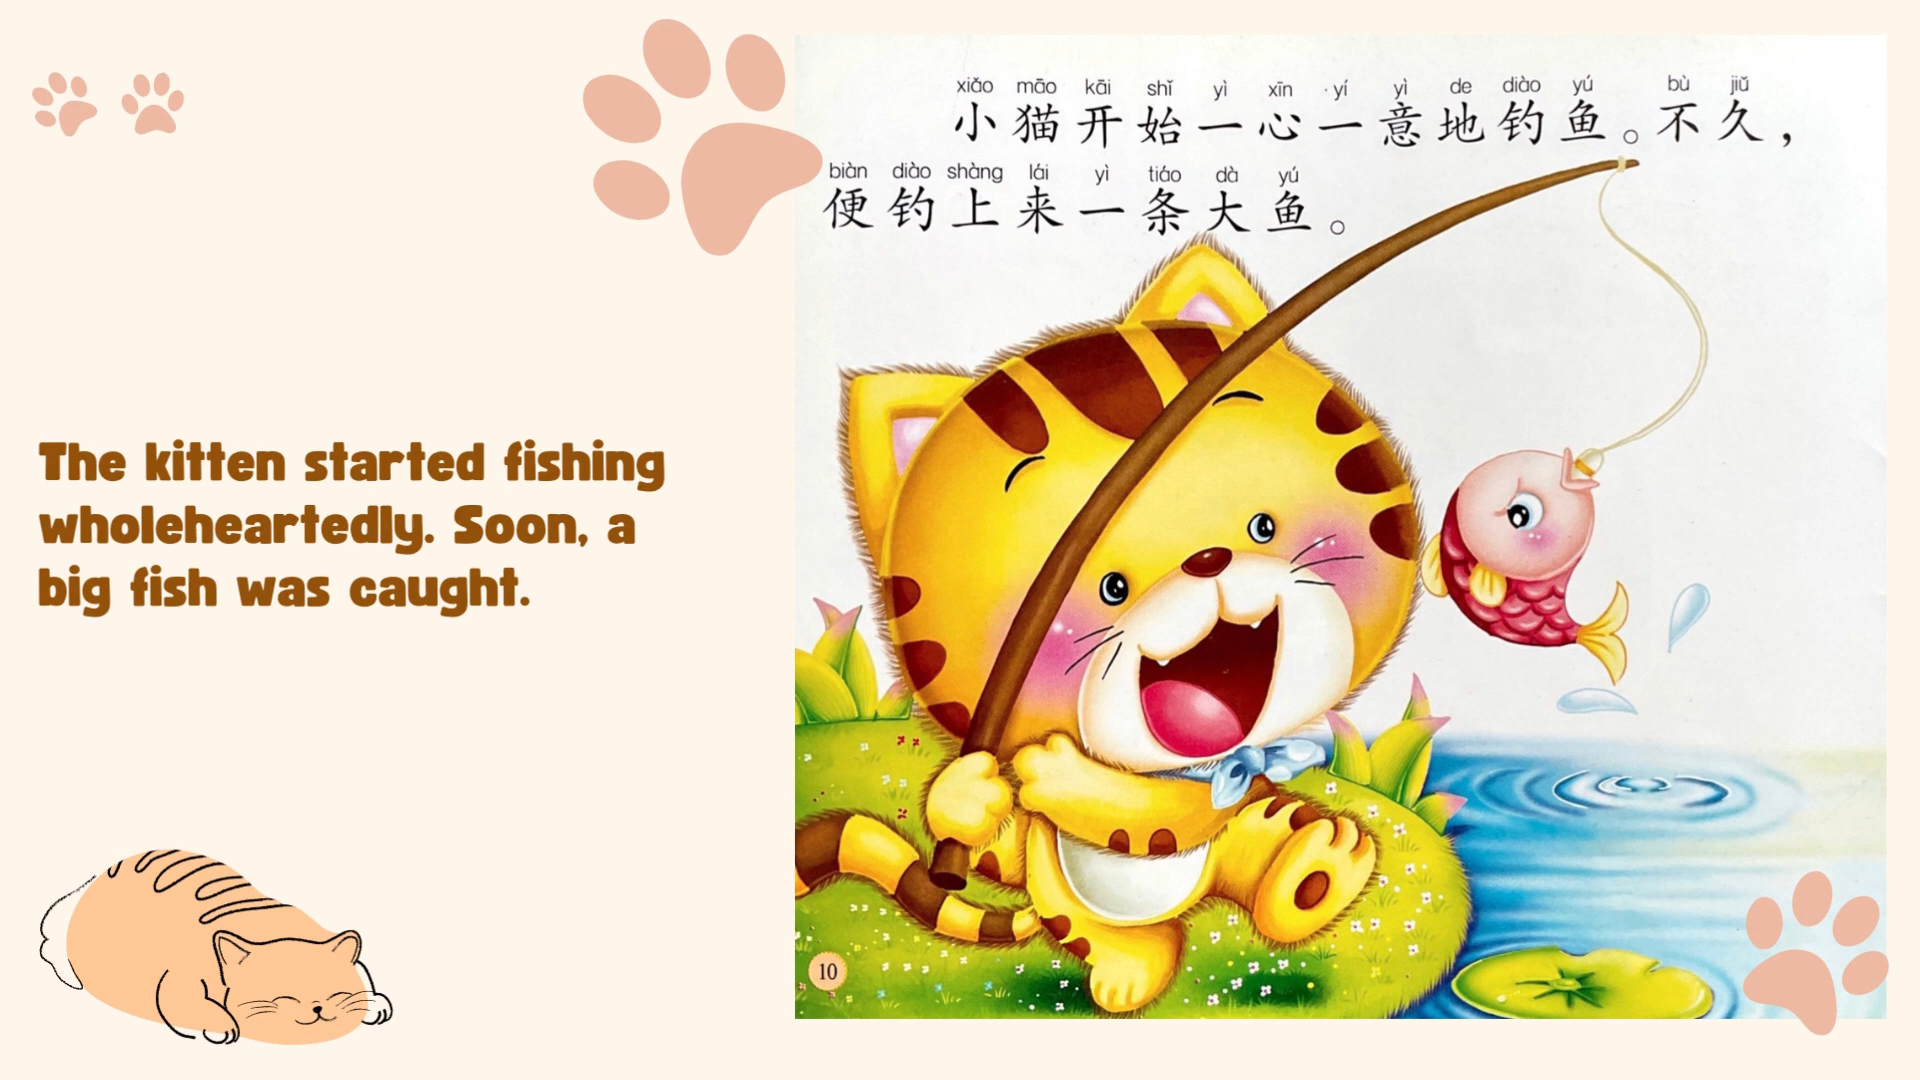 The kitten started fishing
wholeheartedly. Soon, a
big fish was caught.
xiǎo māo kāi shǐ yì xīn yí yì de diào yú bù jiǔ
小猫开始一心一意地钓鱼。不久，
biàn diào shàng lái yì tiáo dà yú
便钓上来一条大鱼。
10